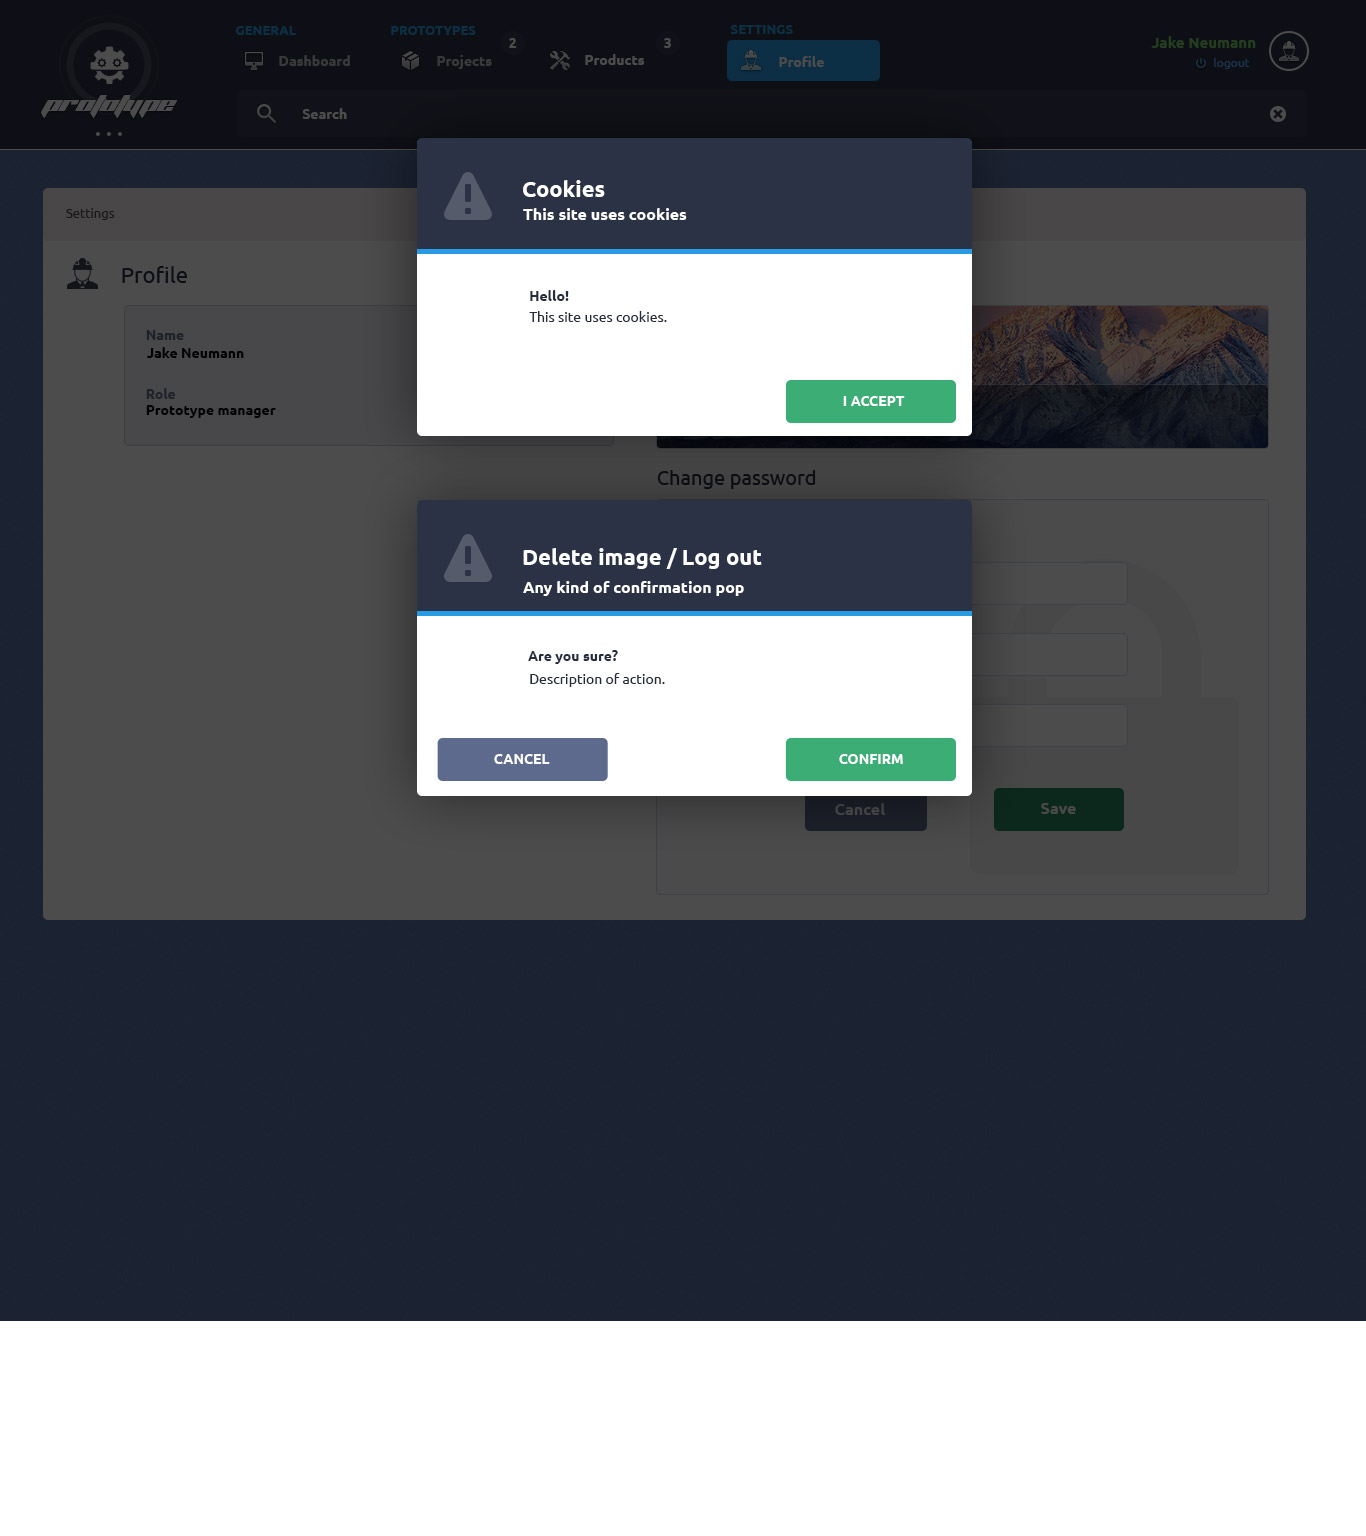 GENERAL
PROTOTYPES
SETTINGS
Dashboard
Projects
2
Products
3
Profile
Jake Neumann
logout
prototype
Search
Settings
Profile
Name
Jake Neumann
Role
Prototype manager
Cookies
This site uses cookies
Hello!
This site uses cookies.
I ACCEPT
Change password
Delete image / Log out
Any kind of confirmation pop
Are you sure?
Description of action.
CANCEL
CONFIRM
Cancel
Save